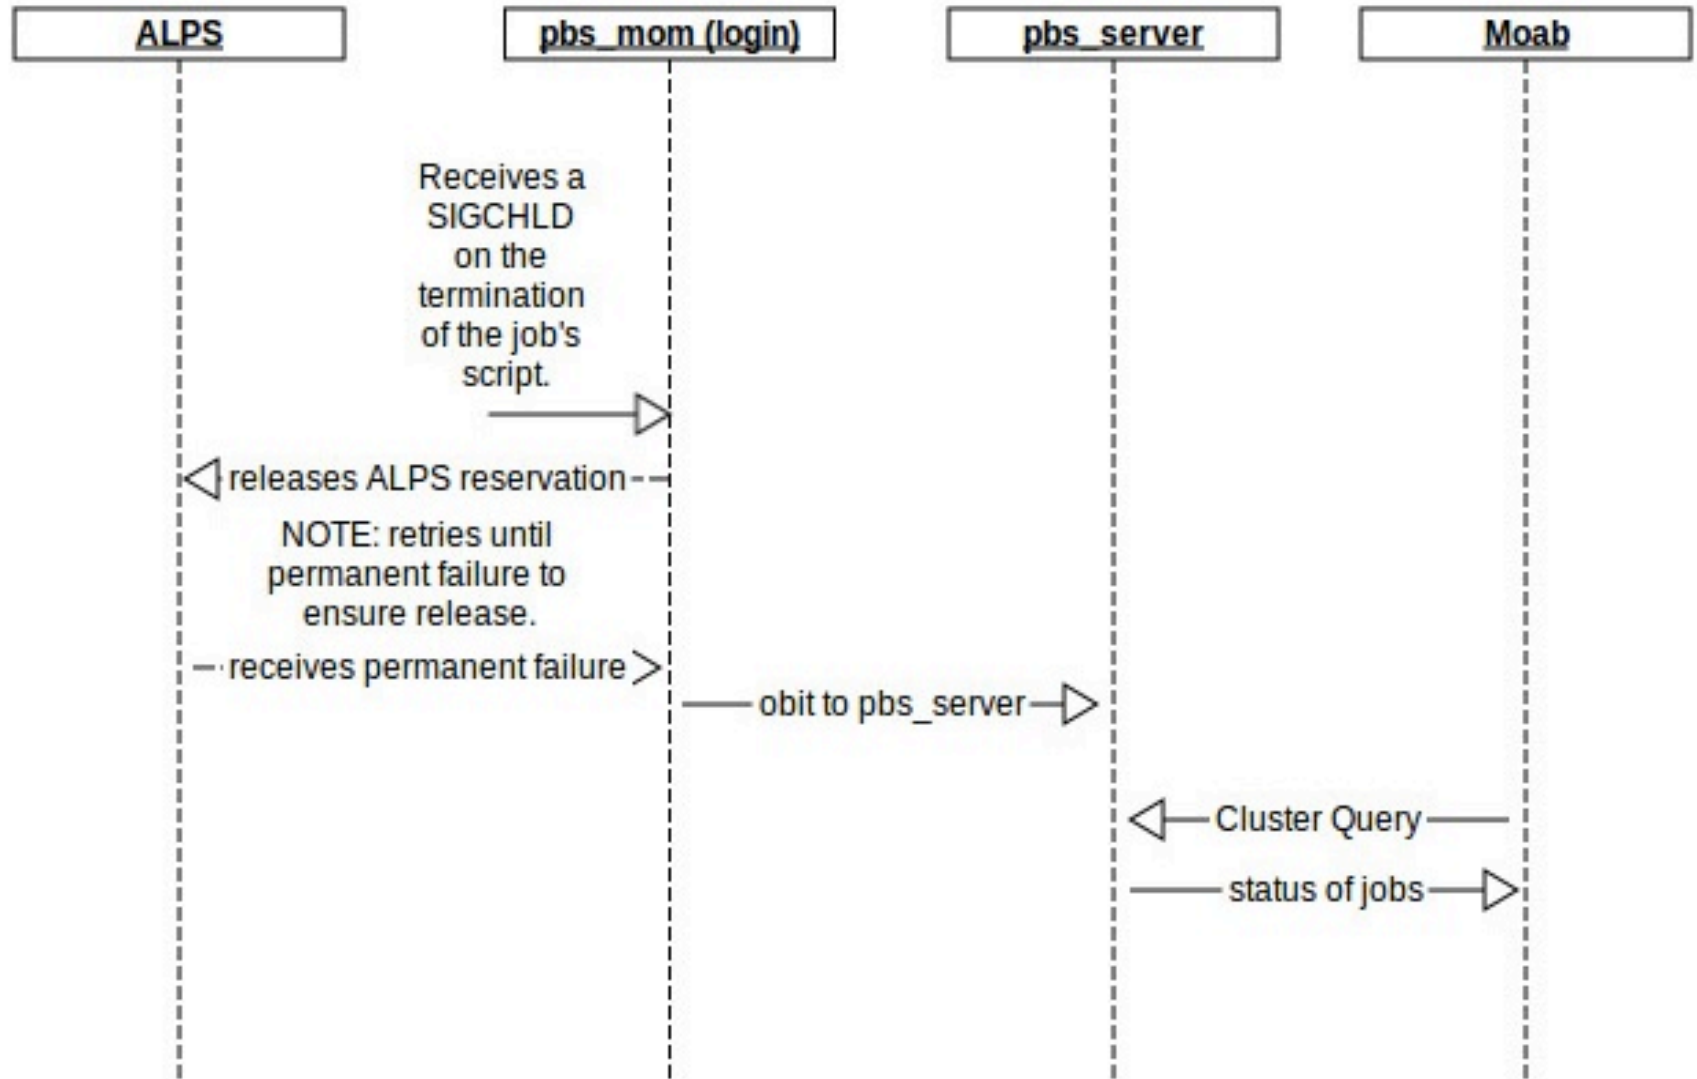 ALPS
pbs_mom (login)
pbs_server
Moab
Receives a
SIGCHLD
on the
termination
of the job's
script.
releases ALPS reservation
NOTE: retries until
permanent failure to
ensure release.
receives permanent failure
obit to pbs_server
Cluster Query
status of jobs